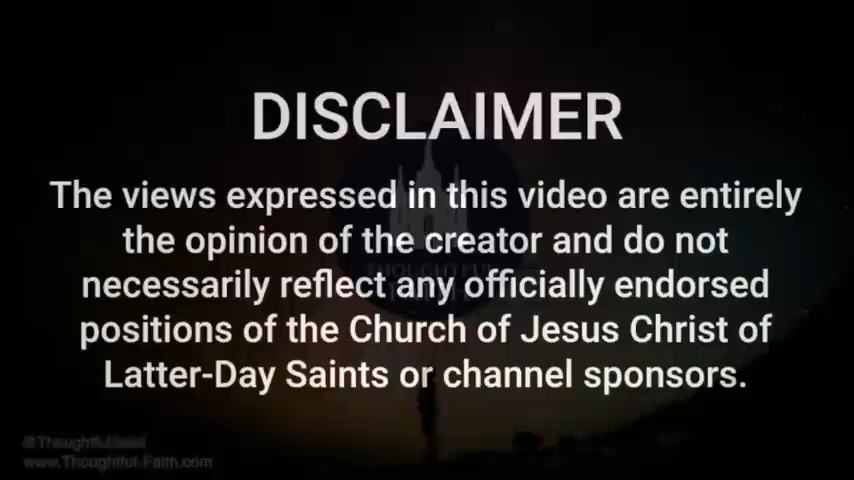 DISCLAIMER
The views expressed in this video are entirely
the opinion of the creator and do not
necessarily reflect any officially endorsed
positions of the Church of Jesus Christ of
Latter-Day Saints or channel sponsors.
THOUGHTFUL
www.Thoughtful-Faith.com